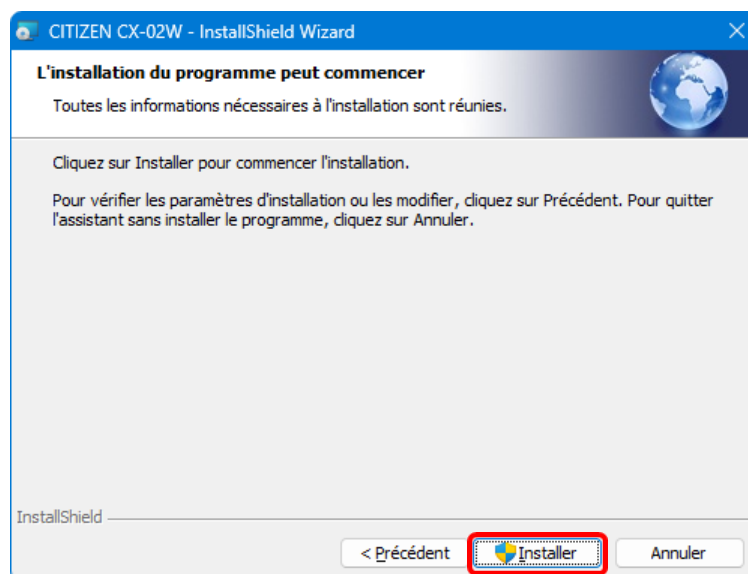 CITIZEN CX-02W - InstallShield Wizard
L'installation du programme peut commencer
Toutes les informations nécessaires à l'installation sont réunies.
Cliquez sur Installer pour commencer l'installation.
Pour vérifier les paramètres d'installation ou les modifier, cliquez sur Précédent. Pour quitter
l'assistant sans installer le programme, cliquez sur Annuler.
InstallShield
< Précédent Installer Annuler